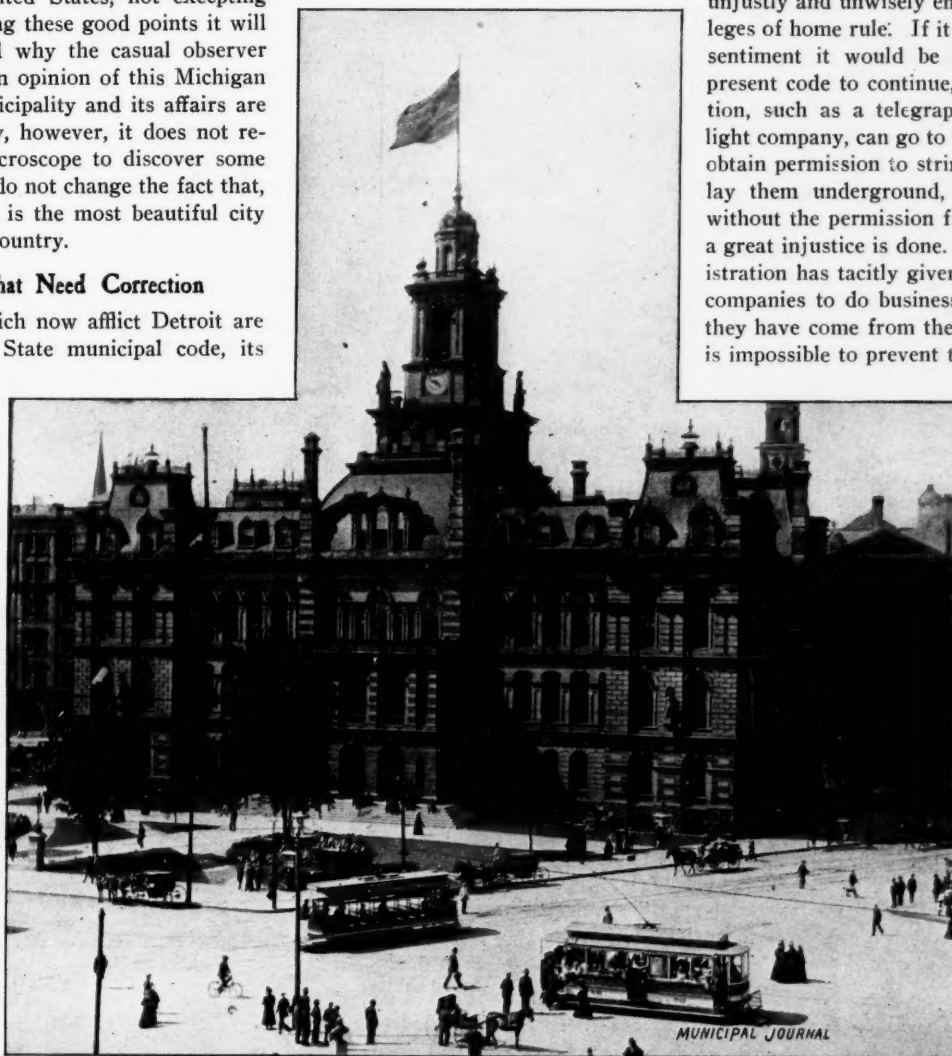 ited States, not excepting
ng these good points it will
d why the casual observer
n opinion of this Michigan
icipality and its affairs are
y, however, it does not re-
croscope to discover some
do not change the fact that,
is the most beautiful city
ountry.
hat Need Correction
ich now afflict Detroit are
State municipal code, its
unjustly and unwisely en
leges of home rule. If it
sentiment it would be
present code to continue,
tion, such as a telegrap
light company, can go to
obtain permission to strin
lay them underground,
without the permission f
a great injustice is done.
istration has tacitly giver
companies to do busines
they have come from the
is impossible to prevent t
MUNICIPAL JOURNAL